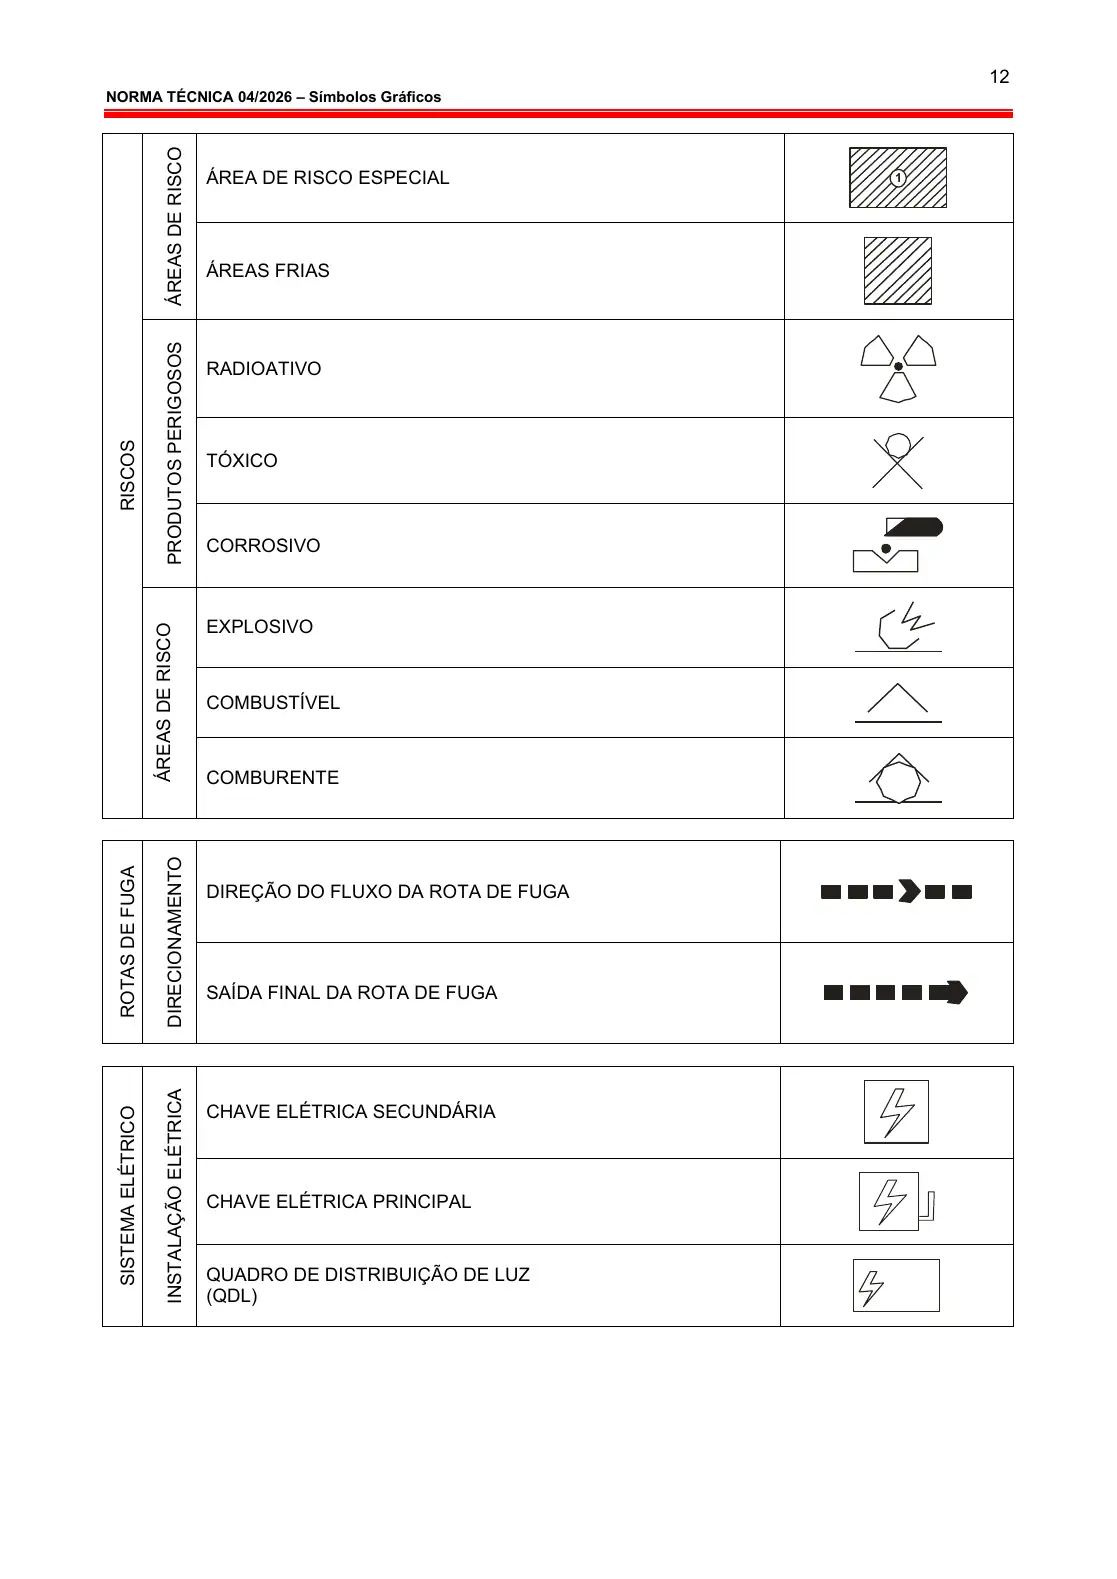 12
NORMA TÉCNICA 04/2026 – Símbolos Gráficos
RISCOS
ÁREAS DE RISCO
ÁREA DE RISCO ESPECIAL
1
ÁREAS FRIAS
PRODUTOS PERIGOSOS
RADIOATIVO
TÓXICO
CORROSIVO
ÁREAS DE RISCO
EXPLOSIVO
COMBUSTÍVEL
COMBURENTE
ROTAS DE FUGA
DIRECIONAMENTO
DIREÇÃO DO FLUXO DA ROTA DE FUGA
SAÍDA FINAL DA ROTA DE FUGA
SISTEMA ELÉTRICO
INSTALAÇÃO ELÉTRICA
CHAVE ELÉTRICA SECUNDÁRIA
CHAVE ELÉTRICA PRINCIPAL
QUADRO DE DISTRIBUIÇÃO DE LUZ
(QDL)